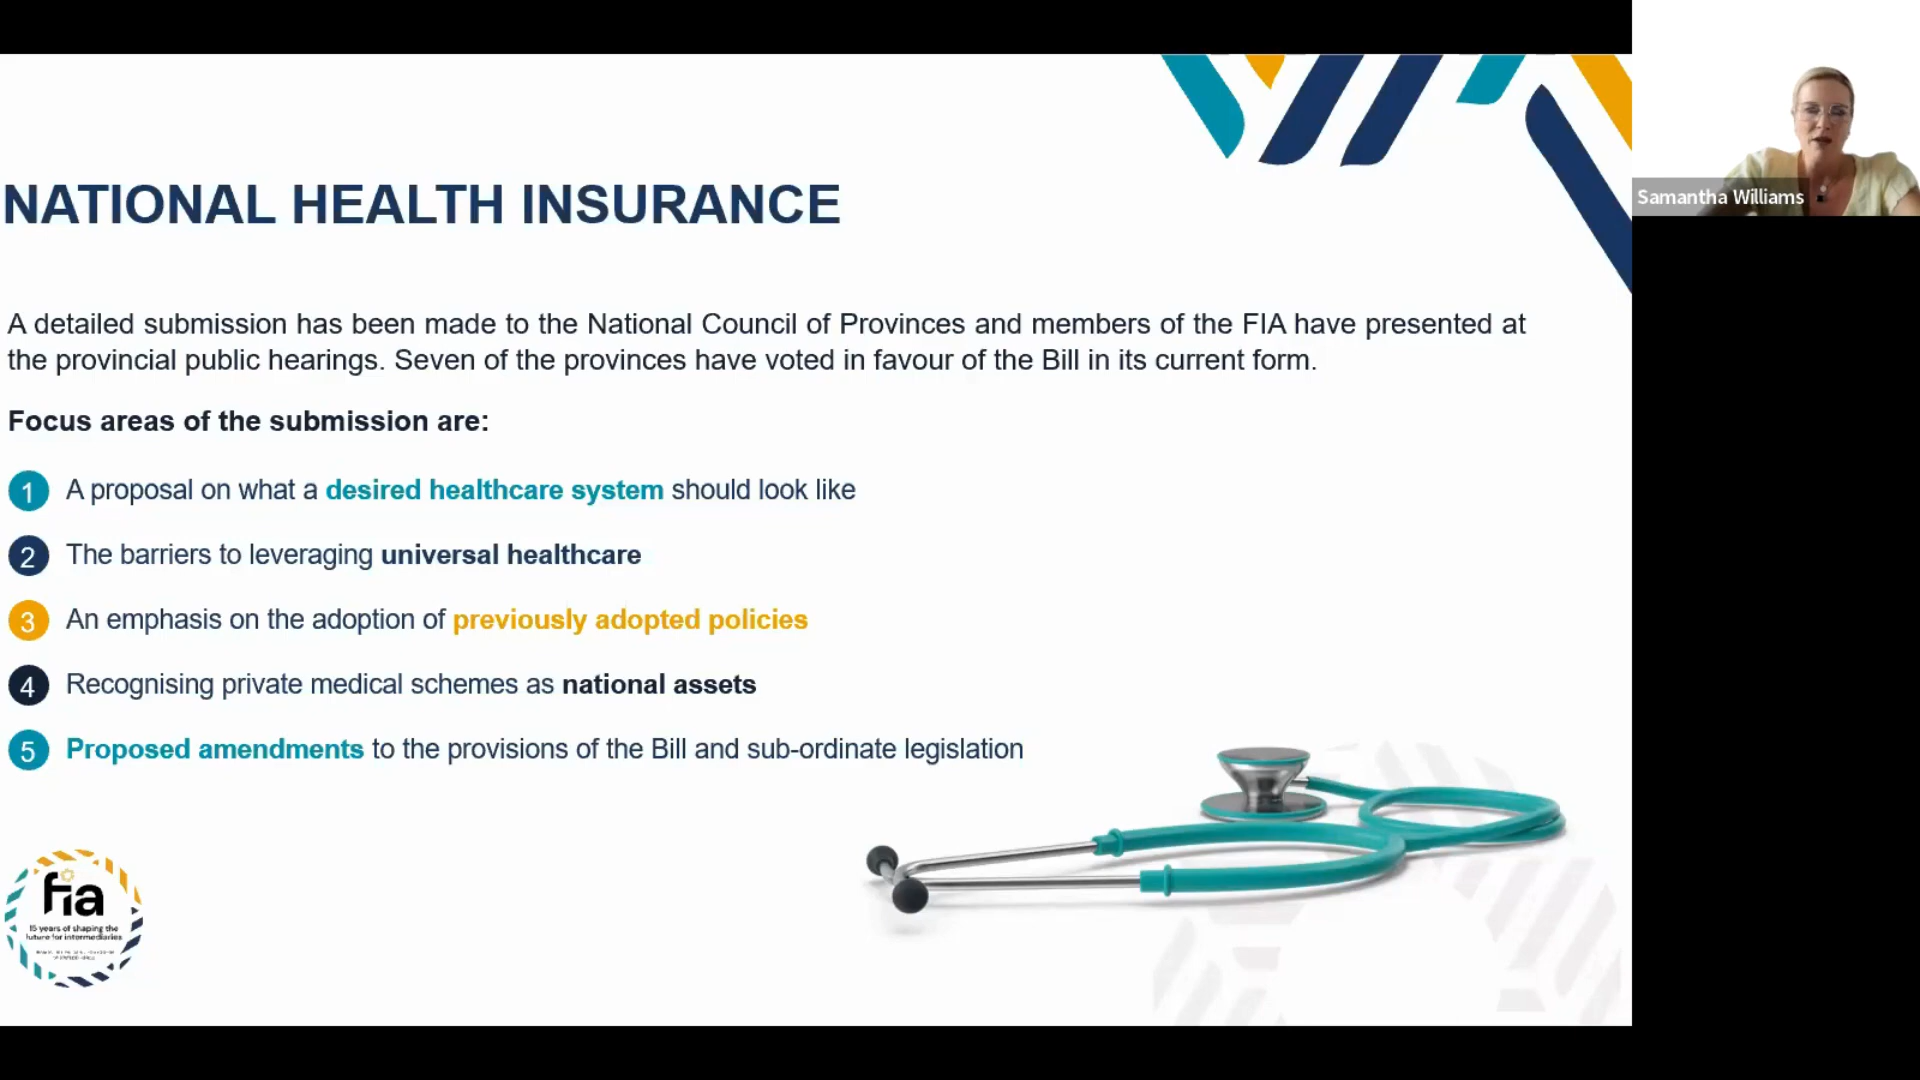 NATIONAL HEALTH INSURANCE
Samantha Williams
A detailed submission has been made to the National Council of Provinces and members of the FIA have presented at
the provincial public hearings. Seven of the provinces have voted in favour of the Bill in its current form.
Focus areas of the submission are:
1 A proposal on what a desired healthcare system should look like
2 The barriers to leveraging universal healthcare
3 An emphasis on the adoption of previously adopted policies
4 Recognising private medical schemes as national assets
5 Proposed amendments to the provisions of the Bill and sub-ordinate legislation
fia
15 years of shaping the
future for intermediaries